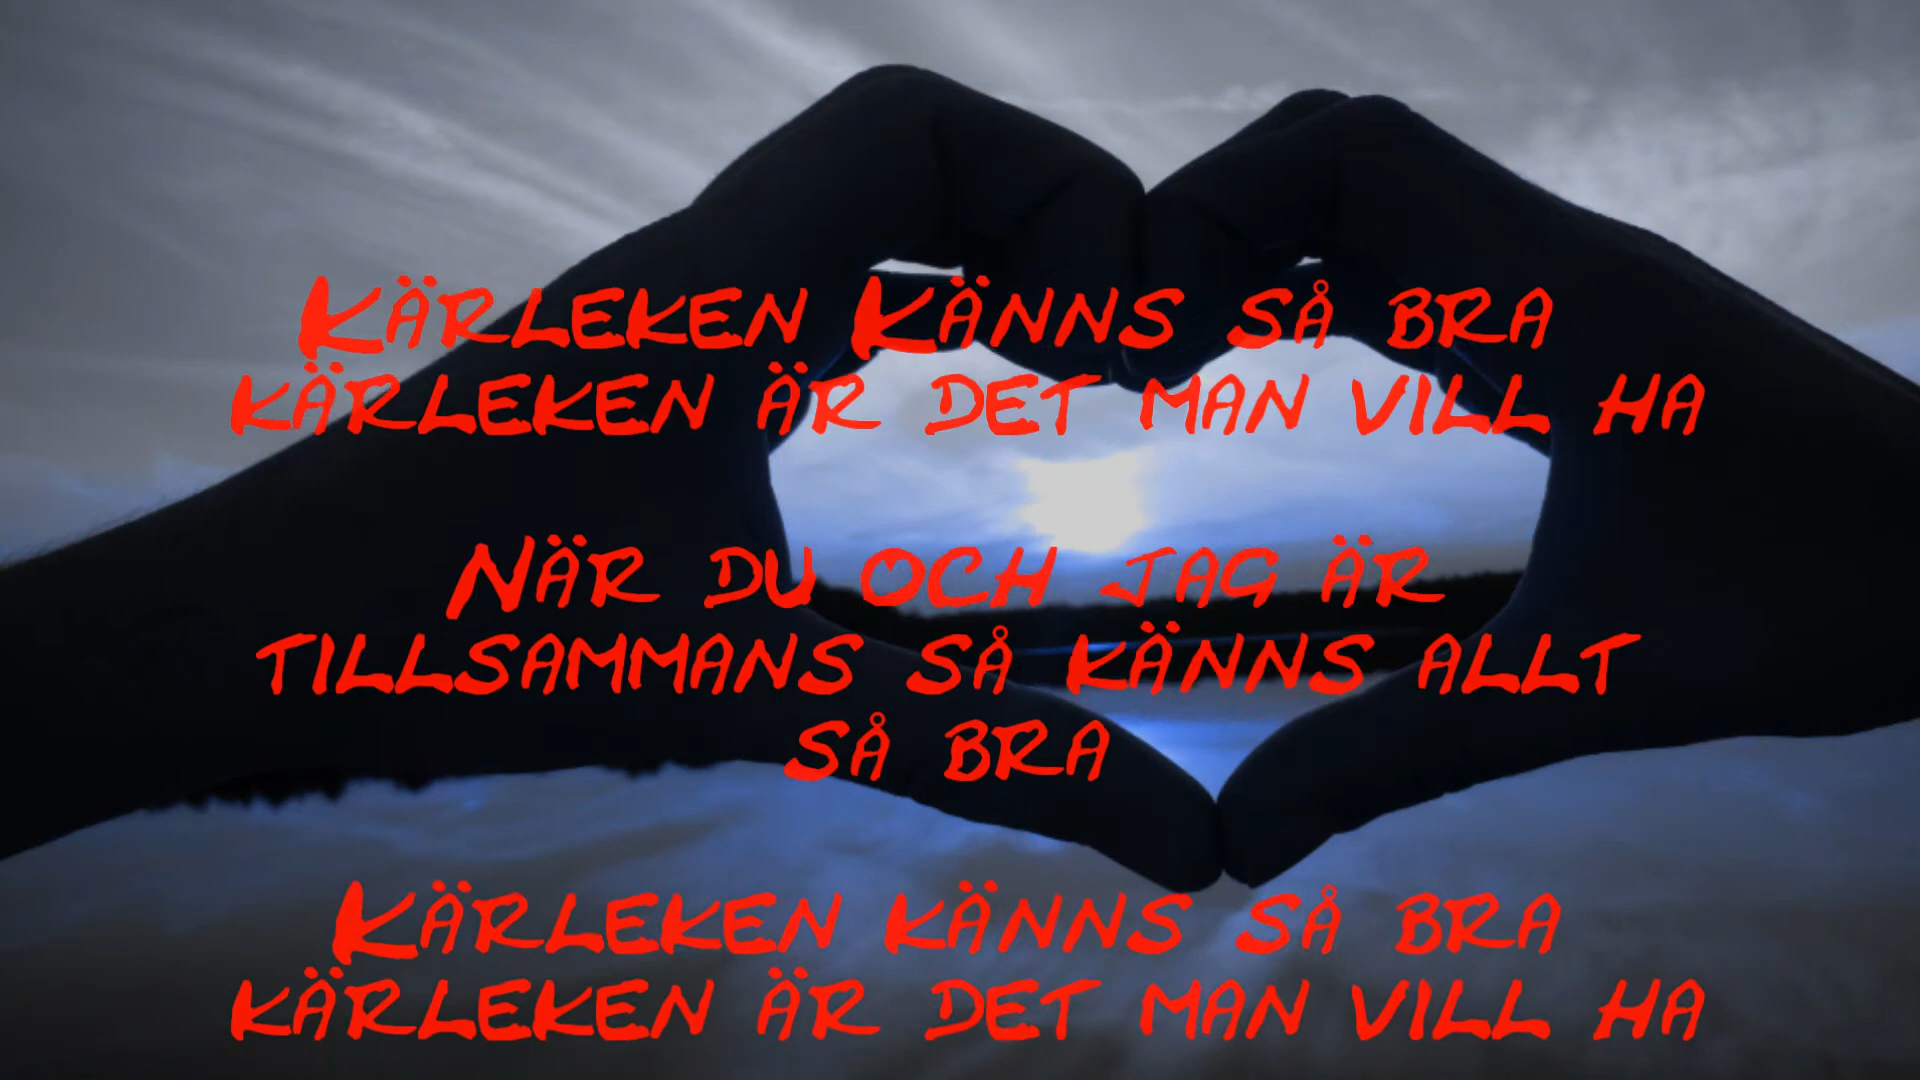 Kärleken Känns så bra
kärleken är det man vill ha
När du och jag är
tillsammans så känns allt
så bra
Kärleken känns så bra
kärleken är det man vill ha